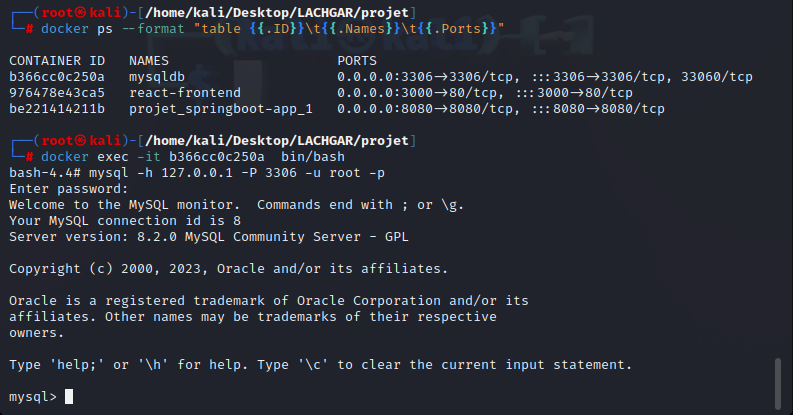 ┌──(root㉿kali)-[/home/kali/Desktop/LACHGAR/projet]
└─# docker ps --format "table {{.ID}}\t{{.Names}}\t{{.Ports}}"
CONTAINER ID   NAMES                     PORTS
b366cc0c250a   mysqldb                   0.0.0.0:3306→3306/tcp, :::3306→3306/tcp, 33060/tcp
976478e43ca5   react-frontend            0.0.0.0:3000→80/tcp, :::3000→80/tcp
be221414211b   projet_springboot-app_1   0.0.0.0:8080→8080/tcp, :::8080→8080/tcp
┌──(root㉿kali)-[/home/kali/Desktop/LACHGAR/projet]
└─# docker exec -it b366cc0c250a  bin/bash
bash-4.4# mysql -h 127.0.0.1 -P 3306 -u root -p
Enter password:
Welcome to the MySQL monitor.  Commands end with ; or \g.
Your MySQL connection id is 8
Server version: 8.2.0 MySQL Community Server - GPL
Copyright (c) 2000, 2023, Oracle and/or its affiliates.
Oracle is a registered trademark of Oracle Corporation and/or its
affiliates. Other names may be trademarks of their respective
owners.
Type 'help;' or '\h' for help. Type '\c' to clear the current input statement.
mysql>